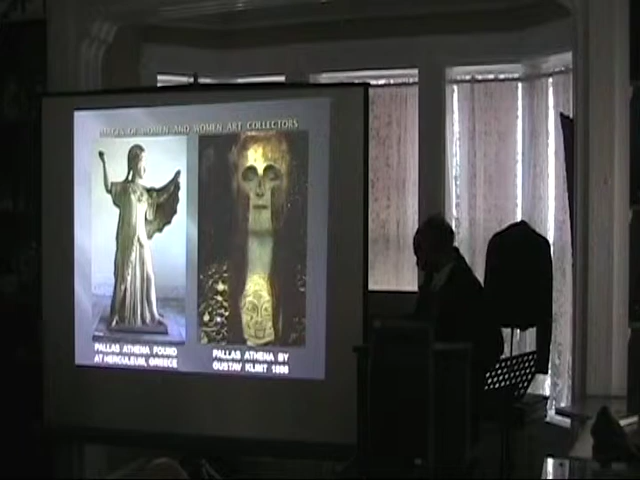 IMAGES OF WOMEN AND WOMEN ART COLLECTORS
PALLAS ATHENA FOUND
AT HERCULEUM, GREECE
PALLAS ATHENA BY
GUSTAV KLIMT 1898